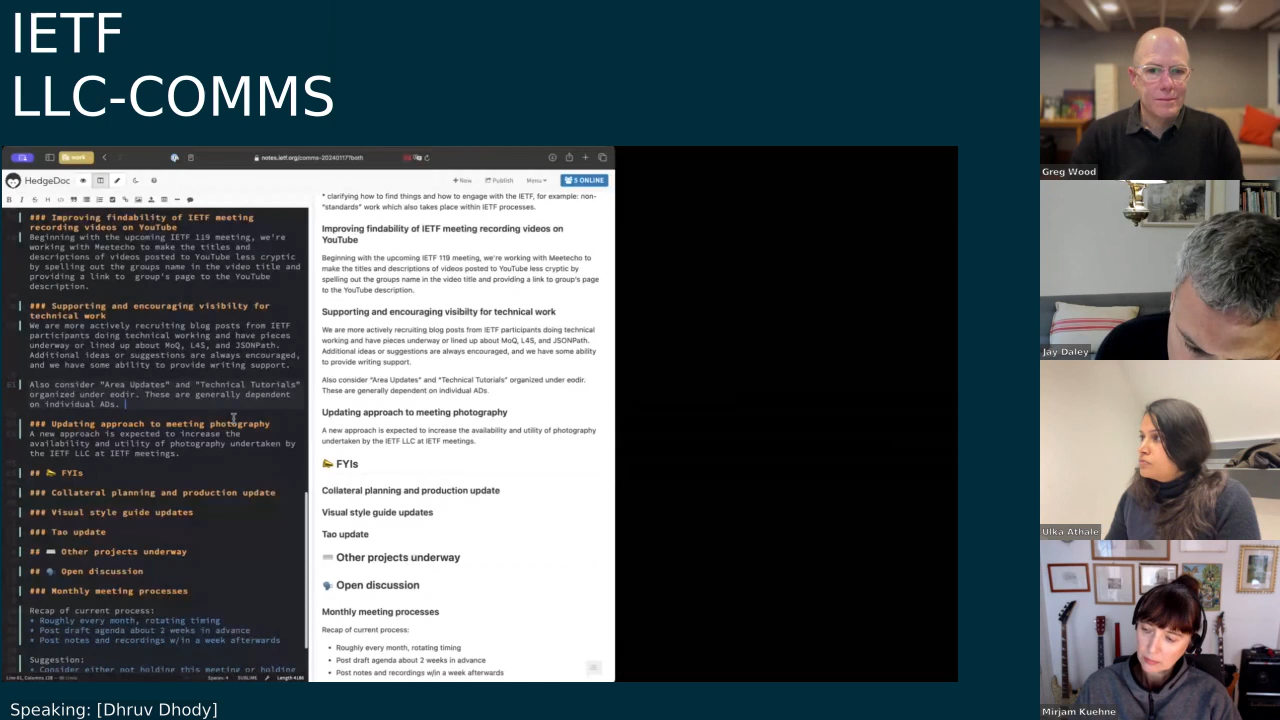 IETF
LLC-COMMS
work
notes.ietf.org/comms-20240117?both
HedgeDoc
New
Publish
Menu
5 ONLINE
### Improving findability of IETF meeting
recording videos on YouTube
Beginning with the upcoming IETF 119 meeting, we're
working with Meetecho to make the titles and
descriptions of videos posted to YouTube less cryptic
by spelling out the groups name in the video title and
providing a link to  group's page to the YouTube
description.
### Supporting and encouraging visibilty for
technical work
We are more actively recruiting blog posts from IETF
participants doing technical working and have pieces
underway or lined up about MoQ, L4S, and JSONPath.
Additional ideas or suggestions are always encouraged,
and we have some ability to provide writing support.
Also consider "Area Updates" and "Technical Tutorials"
organized under eodir. These are generally dependent
on individual ADs.
### Updating approach to meeting photography
A new approach is expected to increase the
availability and utility of photography undertaken by
the IETF LLC at IETF meetings.
## 📣 FYIs
### Collateral planning and production update
### Visual style guide updates
### Tao update
## ⌨️ Other projects underway
## 🗣️ Open discussion
### Monthly meeting processes
Recap of current process:
* Roughly every month, rotating timing
* Post draft agenda about 2 weeks in advance
* Post notes and recordings w/in a week afterwards
Suggestion:
* Consider either not holding this meeting or holding
Spaces: 4
SUBLIME
Length 4186
* clarifying how to find things and how to engage with the IETF, for example: non-
"standards" work which also takes place within IETF processes.
Improving findability of IETF meeting recording videos on
YouTube
Beginning with the upcoming IETF 119 meeting, we're working with Meetecho to
make the titles and descriptions of videos posted to YouTube less cryptic by
spelling out the groups name in the video title and providing a link to group's page
to the YouTube description.
Supporting and encouraging visibilty for technical work
We are more actively recruiting blog posts from IETF participants doing technical
working and have pieces underway or lined up about MoQ, L4S, and JSONPath.
Additional ideas or suggestions are always encouraged, and we have some ability
to provide writing support.
Also consider "Area Updates" and "Technical Tutorials" organized under eodir.
These are generally dependent on individual ADs.
Updating approach to meeting photography
A new approach is expected to increase the availability and utility of photography
undertaken by the IETF LLC at IETF meetings.
📣 FYIs
Collateral planning and production update
Visual style guide updates
Tao update
⌨️ Other projects underway
🗣️ Open discussion
Monthly meeting processes
Recap of current process:
• Roughly every month, rotating timing
• Post draft agenda about 2 weeks in advance
• Post notes and recordings w/in a week afterwards
Greg Wood
Jay Daley
Ulka Athale
Mirjam Kuehne
Speaking: [Dhruv Dhody]